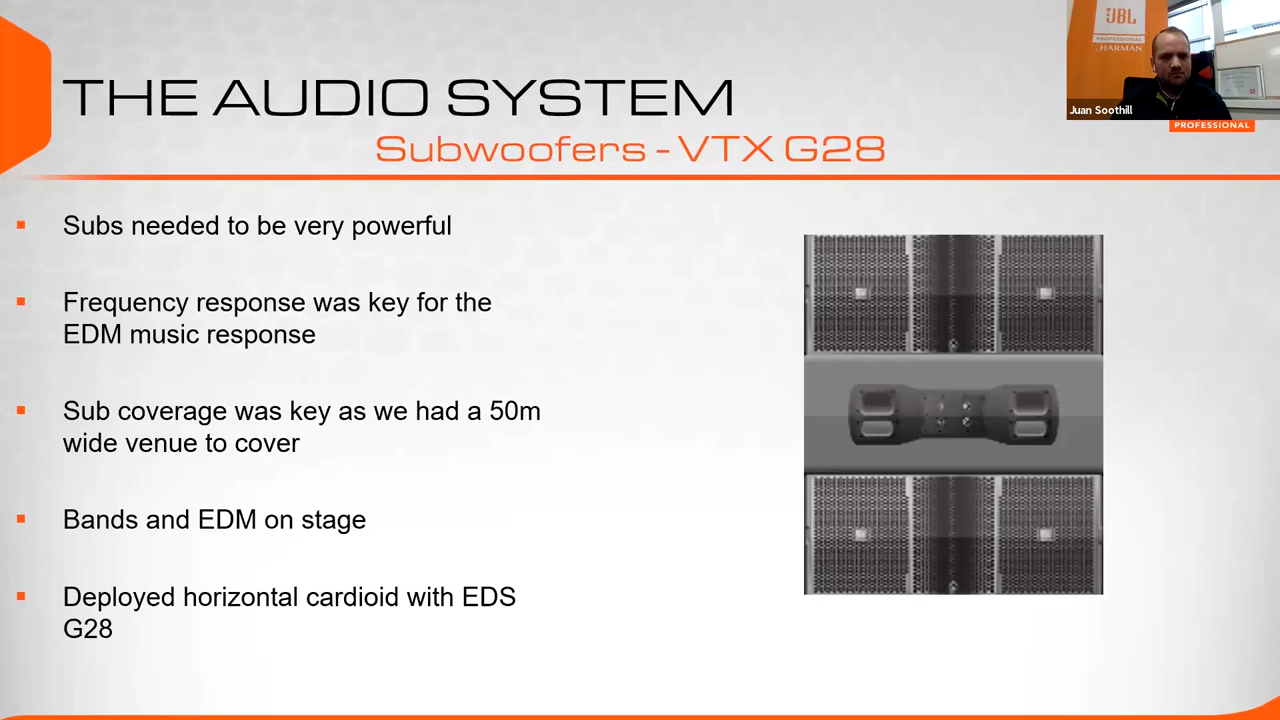 JBL
PROFESSIONAL
by HARMAN
Juan Soothill
PROFESSIONAL
THE AUDIO SYSTEM
Subwoofers - VTX G28
Subs needed to be very powerful
Frequency response was key for the
EDM music response
Sub coverage was key as we had a 50m
wide venue to cover
Bands and EDM on stage
Deployed horizontal cardioid with EDS
G28